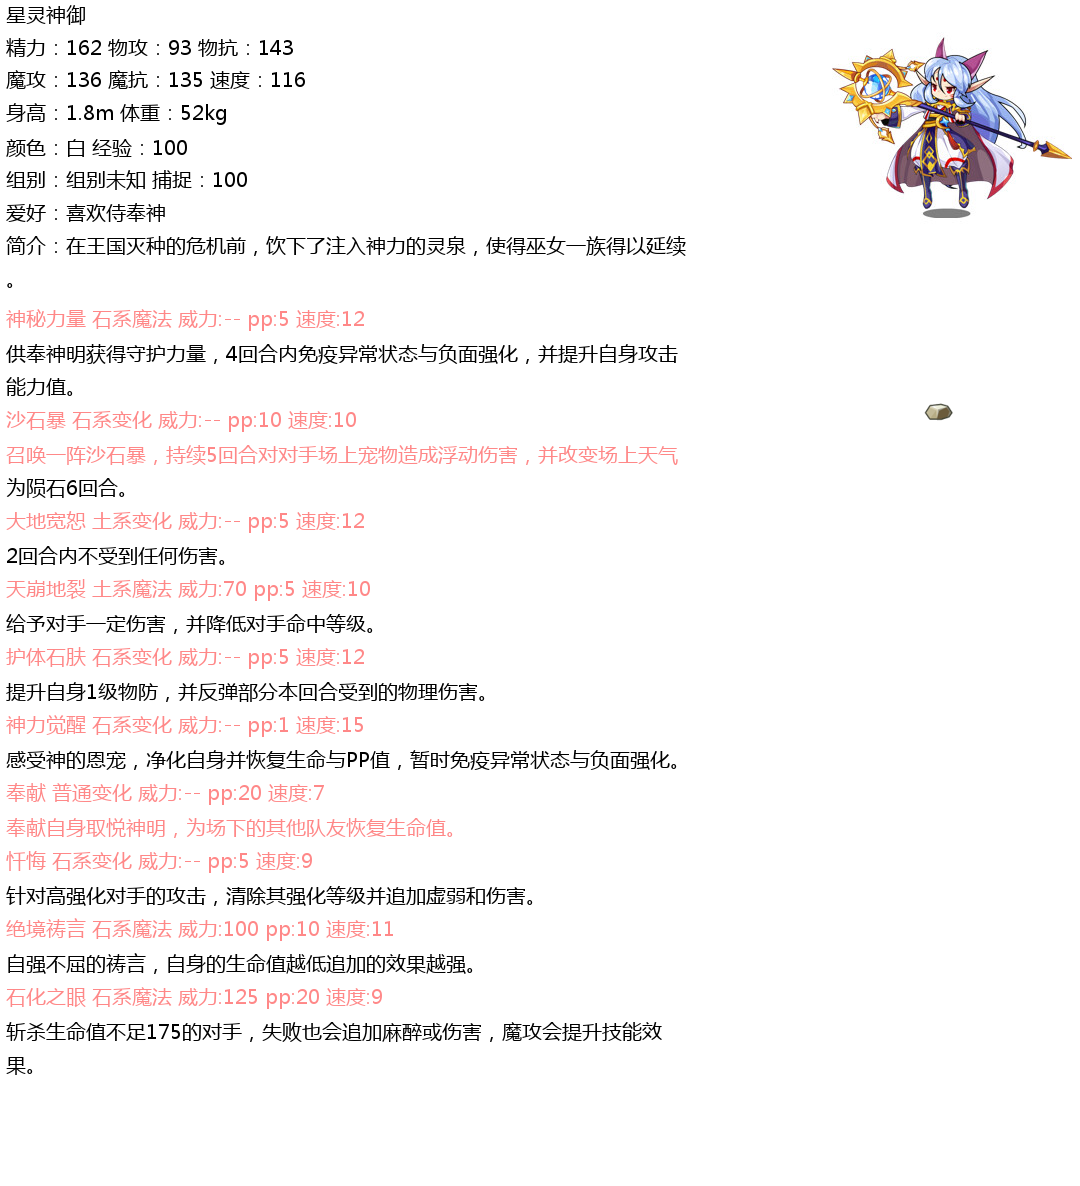 星灵神御
精力：162 物攻：93 物抗：143
魔攻：136 魔抗：135 速度：116
身高：1.8m 体重：52kg
颜色：白 经验：100
组别：组别未知 捕捉：100
爱好：喜欢侍奉神
简介：在王国灭种的危机前，饮下了注入神力的灵泉，使得巫女一族得以延续
。
神秘力量 石系魔法 威力:-- pp:5 速度:12
供奉神明获得守护力量，4回合内免疫异常状态与负面强化，并提升自身攻击
能力值。
沙石暴 石系变化 威力:-- pp:10 速度:10
召唤一阵沙石暴，持续5回合对对手场上宠物造成浮动伤害，并改变场上天气
为陨石6回合。
大地宽恕 土系变化 威力:-- pp:5 速度:12
2回合内不受到任何伤害。
天崩地裂 土系魔法 威力:70 pp:5 速度:10
给予对手一定伤害，并降低对手命中等级。
护体石肤 石系变化 威力:-- pp:5 速度:12
提升自身1级物防，并反弹部分本回合受到的物理伤害。
神力觉醒 石系变化 威力:-- pp:1 速度:15
感受神的恩宠，净化自身并恢复生命与PP值，暂时免疫异常状态与负面强化。
奉献 普通变化 威力:-- pp:20 速度:7
奉献自身取悦神明，为场下的其他队友恢复生命值。
忏悔 石系变化 威力:-- pp:5 速度:9
针对高强化对手的攻击，清除其强化等级并追加虚弱和伤害。
绝境祷言 石系魔法 威力:100 pp:10 速度:11
自强不屈的祷言，自身的生命值越低追加的效果越强。
石化之眼 石系魔法 威力:125 pp:20 速度:9
斩杀生命值不足175的对手，失败也会追加麻醉或伤害，魔攻会提升技能效
果。